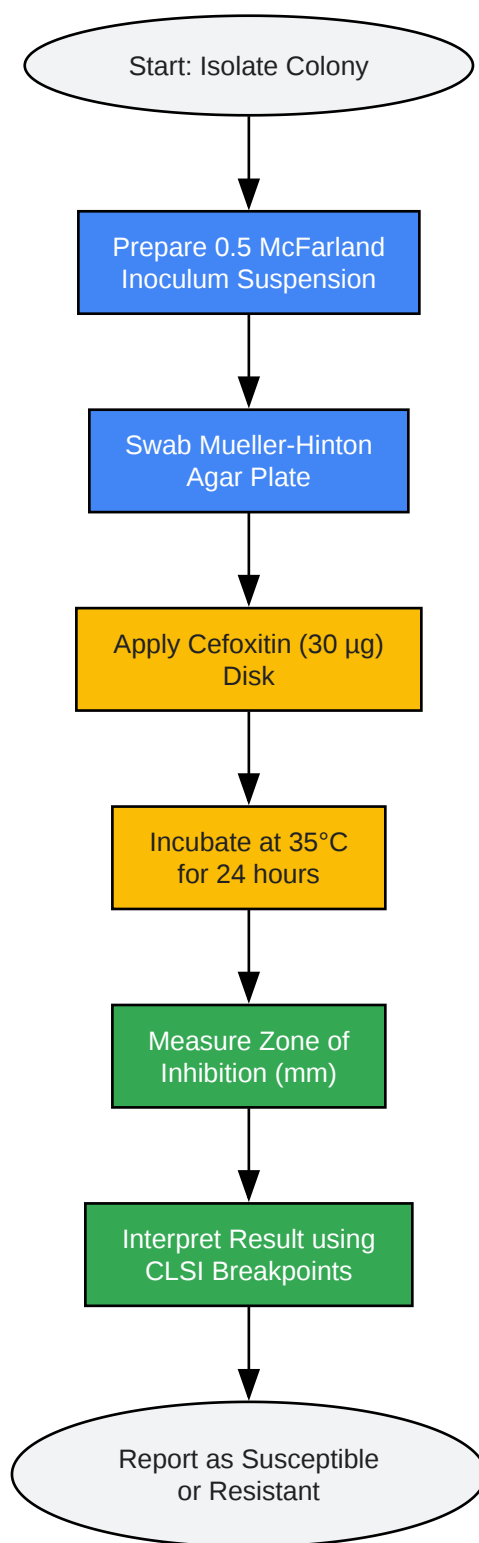 Start: Isolate Colony
Prepare 0.5 McFarland
Inoculum Suspension
Swab Mueller-Hinton
Agar Plate
Apply Cefoxitin (30 µg)
Disk
Incubate at 35°C
for 24 hours
Measure Zone of
Inhibition (mm)
Interpret Result using
CLSI Breakpoints
Report as Susceptible
or Resistant